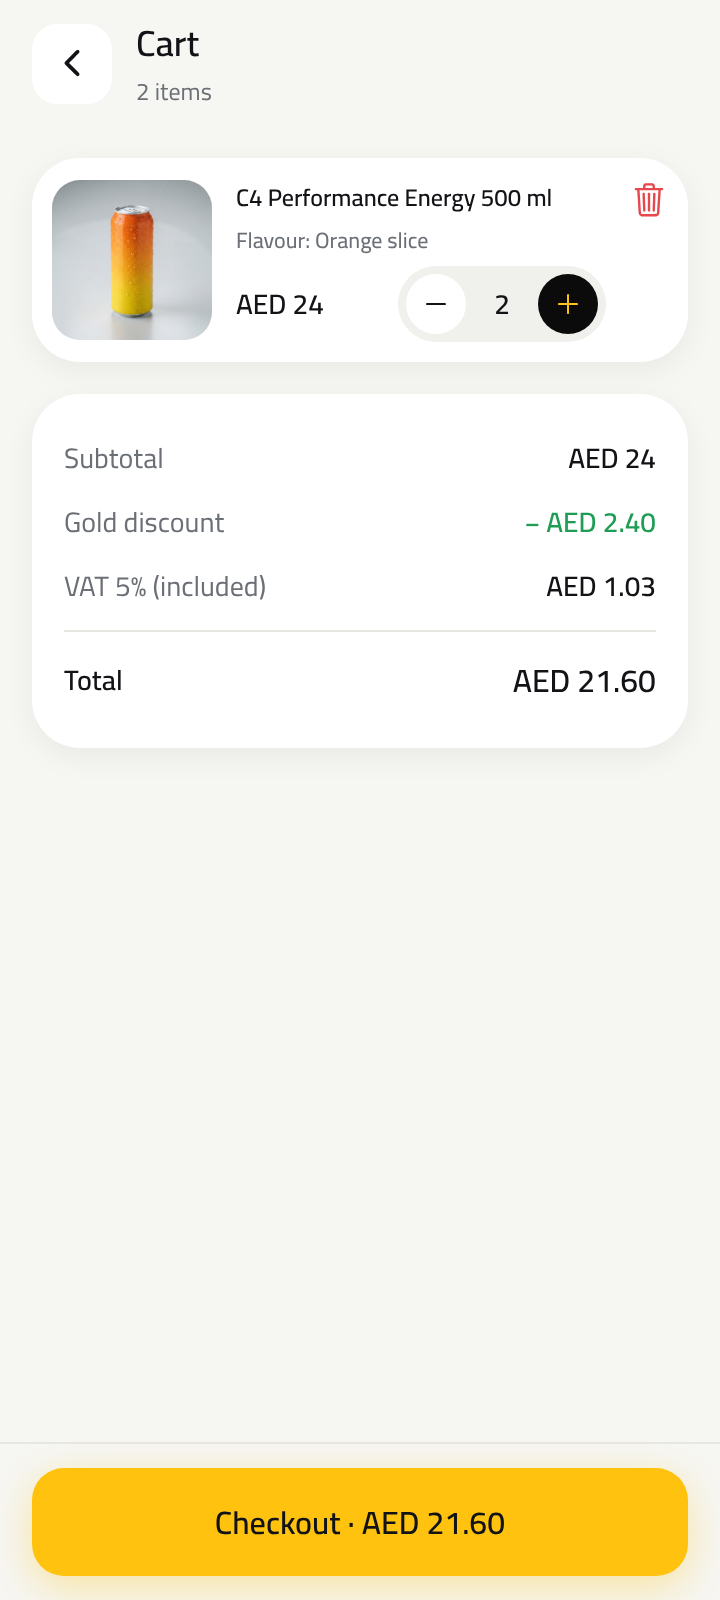 Cart
2 items
C4 Performance Energy 500 ml
Flavour: Orange slice
AED 24
2
Subtotal
AED 24
Gold discount
– AED 2.40
VAT 5% (included)
AED 1.03
Total
AED 21.60
Checkout · AED 21.60